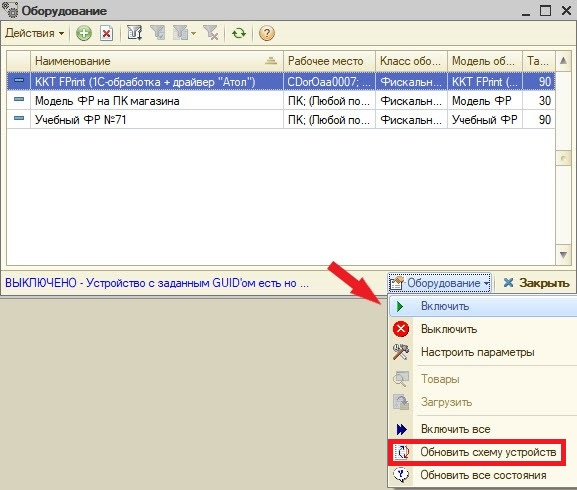 Оборудование
Действия
Наименование Рабочее место Класс обо... Модель об... Та...
ККТ FPrint (1С-обработка + драйвер "Атол") CDorOaa0007; ... Фискальн... ККТ FPrint (... 90
Модель ФР на ПК магазина ПК; (Любой по... Фискальн... Модель ФР 30
Учебный ФР №71 ПК; (Любой по... Фискальн... Учебный ФР 90
ВЫКЛЮЧЕНО - Устройство с заданным GUID'ом есть но ... Оборудование Закрыть
Включить
Выключить
Настроить параметры
Товары
Загрузить
Включить все
Обновить схему устройств
Обновить все состояния